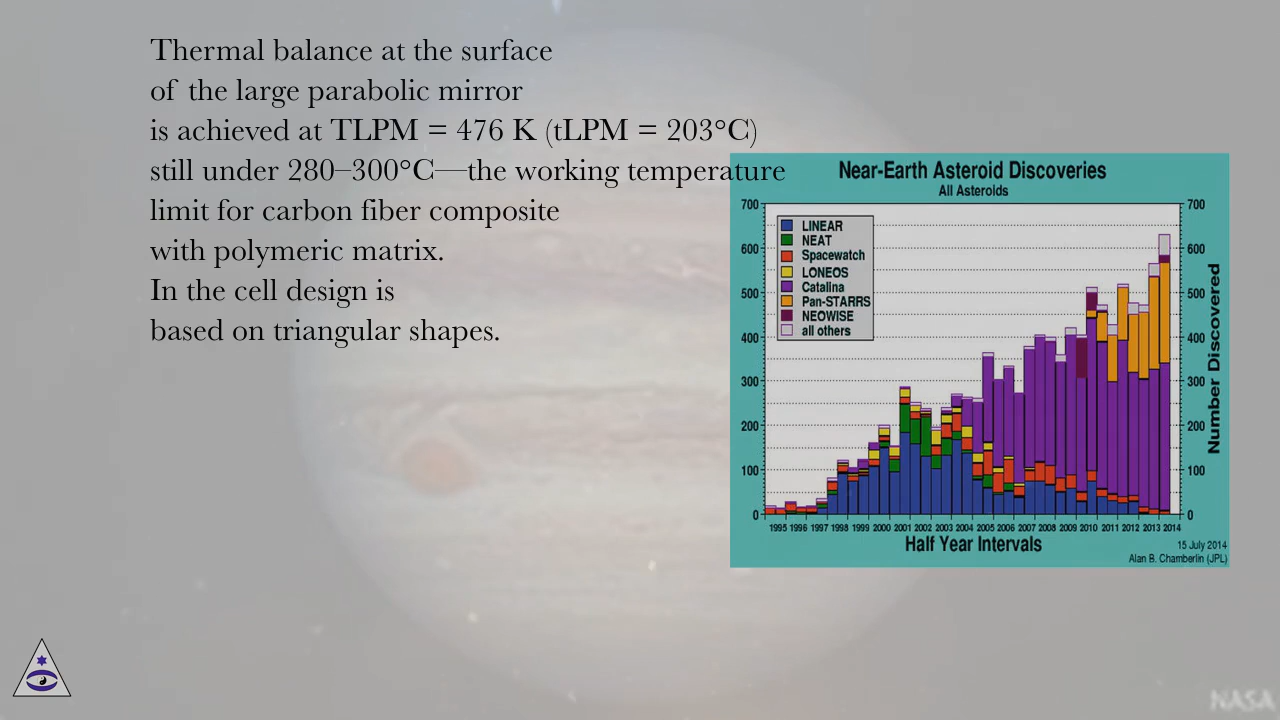 Thermal balance at the surface
of the large parabolic mirror
is achieved at TLPM = 476 K (tLPM = 203°C)
still under 280–300°C—the working temperature
limit for carbon fiber composite
with polymeric matrix.
In the cell design is
based on triangular shapes.
Near-Earth Asteroid Discoveries
All Asteroids
700
600
500
400
300
200
100
0
LINEAR
NEAT
Spacewatch
LONEOS
Catalina
Pan-STARRS
NEOWISE
all others
700
600
500
400
300
200
100
0
Number Discovered
1995 1996 1997 1998 1999 2000 2001 2002 2003 2004 2005 2006 2007 2008 2009 2010 2011 2012 2013 2014
Half Year Intervals
15 July 2014
Alan B. Chamberlin (JPL)
NASA